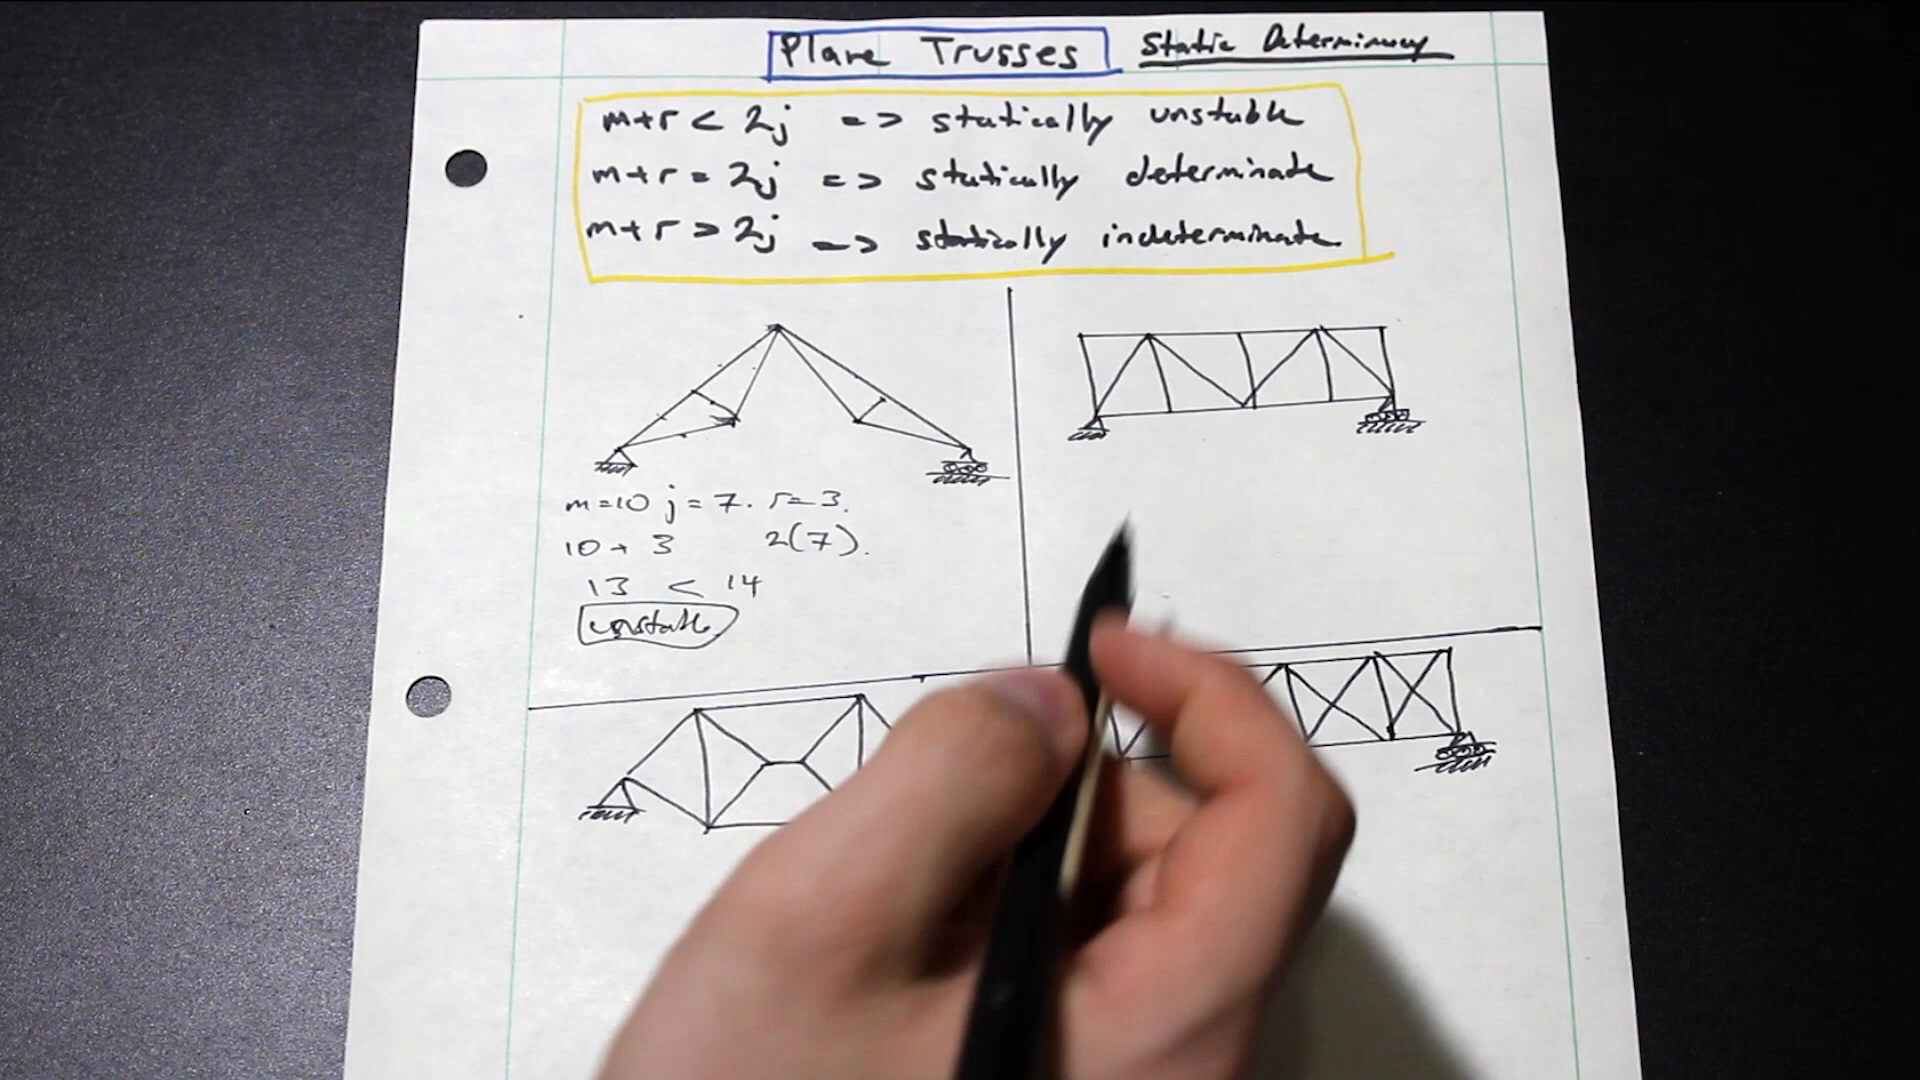 Plane Trusses Static Determinacy
m+r < 2j => statically unstable
m+r = 2j => statically determinate
m+r > 2j => statically indeterminate
m=10 j=7. r=3.
10+3 2(7).
13 < 14
unstable